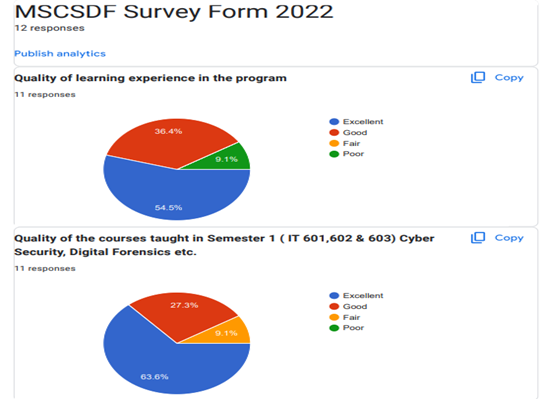 MSCSDF Survey Form 2022
12 responses
Publish analytics
Quality of learning experience in the program
Copy
11 responses
36.4%
9.1%
54.5%
Excellent
Good
Fair
Poor
Quality of the courses taught in Semester 1 ( IT 601,602 & 603) Cyber
Security, Digital Forensics etc.
Copy
11 responses
27.3%
9.1%
63.6%
Excellent
Good
Fair
Poor